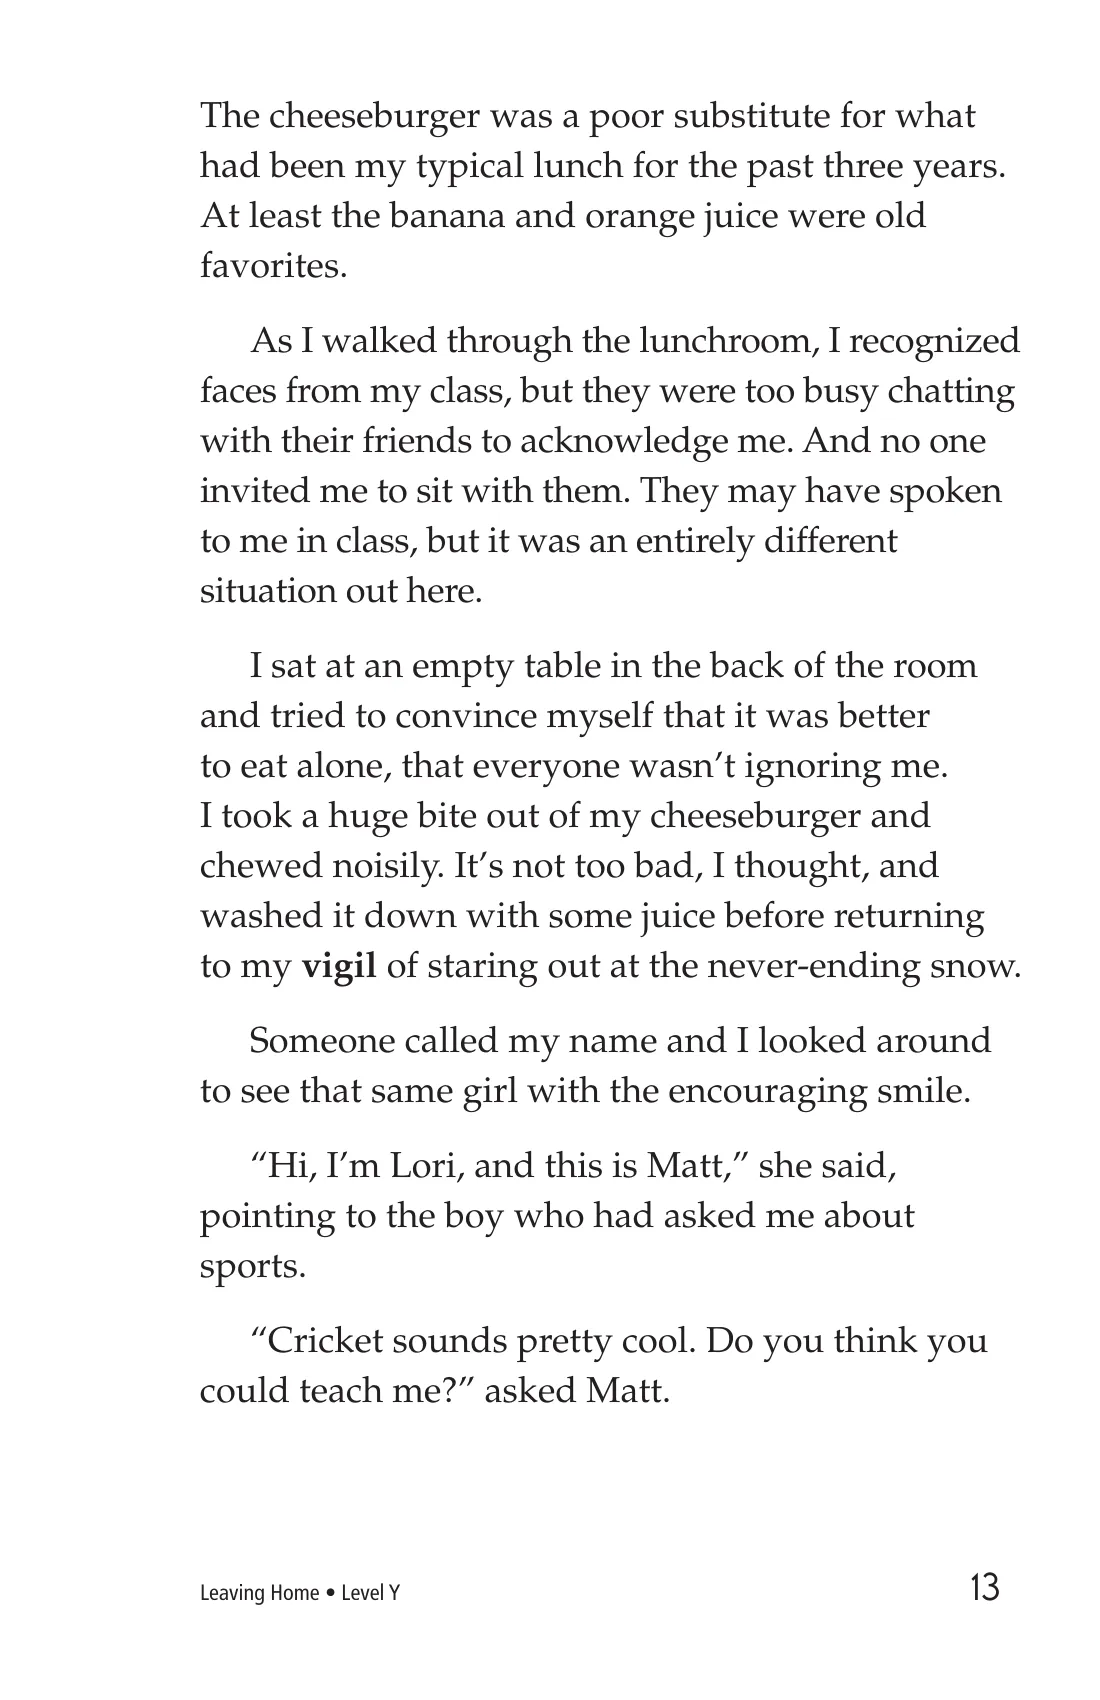 The cheeseburger was a poor substitute for what
had been my typical lunch for the past three years.
At least the banana and orange juice were old
favorites.
As I walked through the lunchroom, I recognized
faces from my class, but they were too busy chatting
with their friends to acknowledge me. And no one
invited me to sit with them. They may have spoken
to me in class, but it was an entirely different
situation out here.
I sat at an empty table in the back of the room
and tried to convince myself that it was better
to eat alone, that everyone wasn’t ignoring me.
I took a huge bite out of my cheeseburger and
chewed noisily. It’s not too bad, I thought, and
washed it down with some juice before returning
to my vigil of staring out at the never-ending snow.
Someone called my name and I looked around
to see that same girl with the encouraging smile.
“Hi, I’m Lori, and this is Matt,” she said,
pointing to the boy who had asked me about
sports.
“Cricket sounds pretty cool. Do you think you
could teach me?” asked Matt.
Leaving Home • Level Y 13